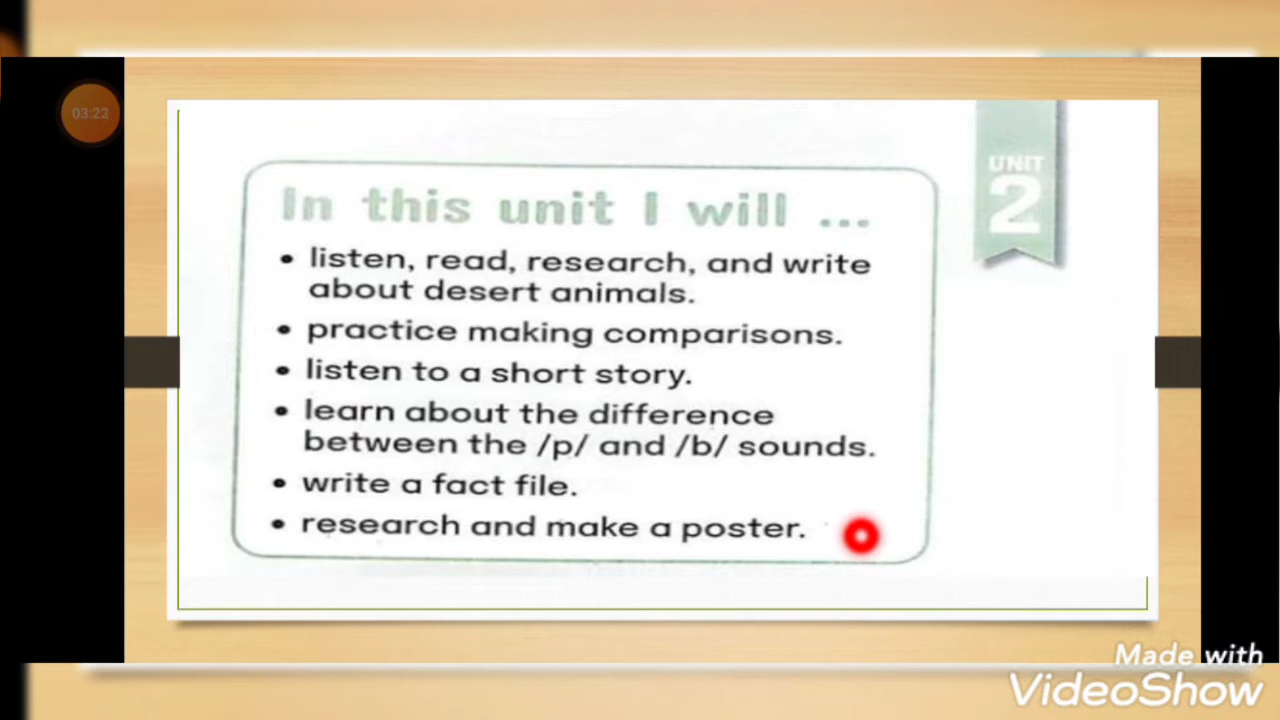 03:23
UNIT
2
In this unit I will ...
• listen, read, research, and write
about desert animals.
• practice making comparisons.
• listen to a short story.
• learn about the difference
between the /p/ and /b/ sounds.
• write a fact file.
• research and make a poster.
Made with
VideoShow